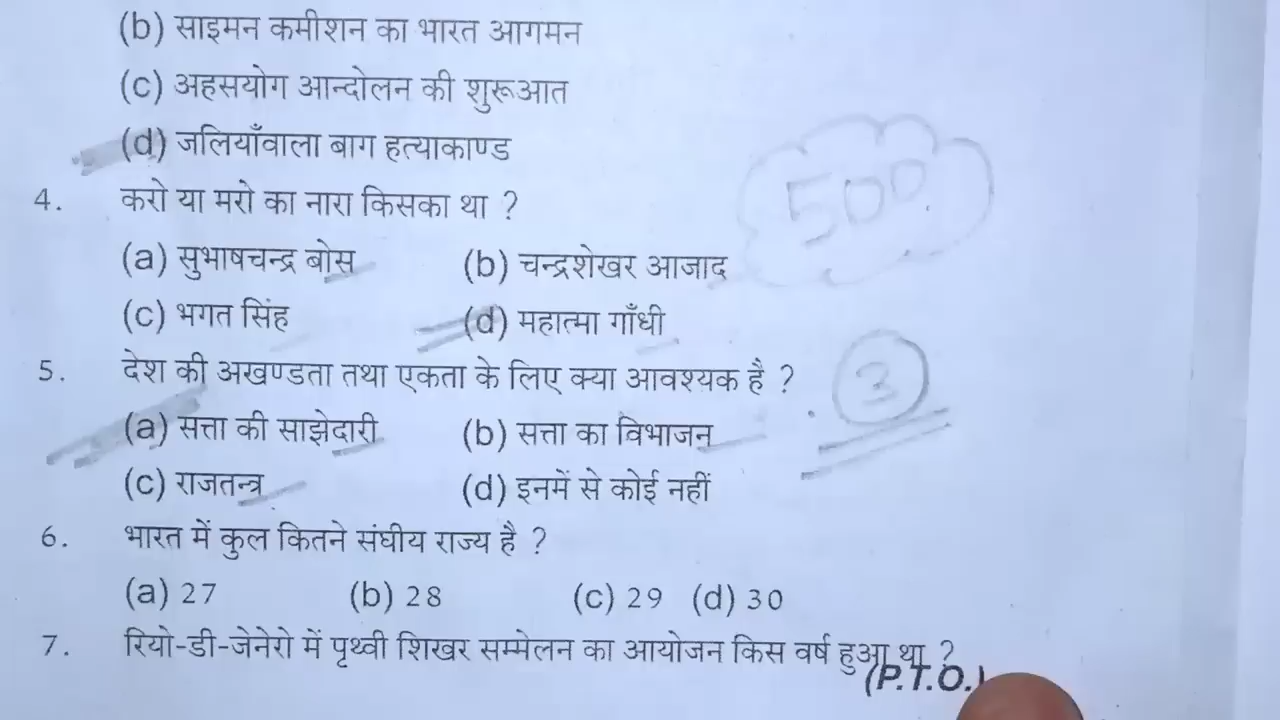 (b) साइमन कमीशन का भारत आगमन
(c) अहसयोग आन्दोलन की शुरूआत
(d) जलियाँवाला बाग हत्याकाण्ड
4. करो या मरो का नारा किसका था ?
(a) सुभाषचन्द्र बोस (b) चन्द्रशेखर आजाद
(c) भगत सिंह (d) महात्मा गाँधी
500
5. देश की अखण्डता तथा एकता के लिए क्या आवश्यक है ?
3
(a) सत्ता की साझेदारी (b) सत्ता का विभाजन
(c) राजतन्त्र (d) इनमें से कोई नहीं
6. भारत में कुल कितने संघीय राज्य है ?
(a) 27 (b) 28 (c) 29 (d) 30
7. रियो-डी-जेनेरो में पृथ्वी शिखर सम्मेलन का आयोजन किस वर्ष हुआ था ?
(P.T.O.)